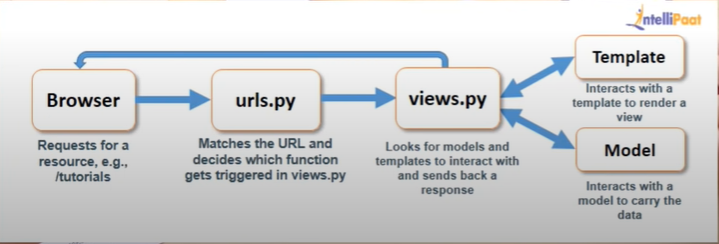 intelliPaat
Template
Interacts with a
template to render a
view
Browser
urls.py
views.py
Requests for a
resource, e.g.,
/tutorials
Matches the URL and
decides which function
gets triggered in views.py
Looks for models and
templates to interact with
and sends back a
response
Model
Interacts with a
model to carry the
data